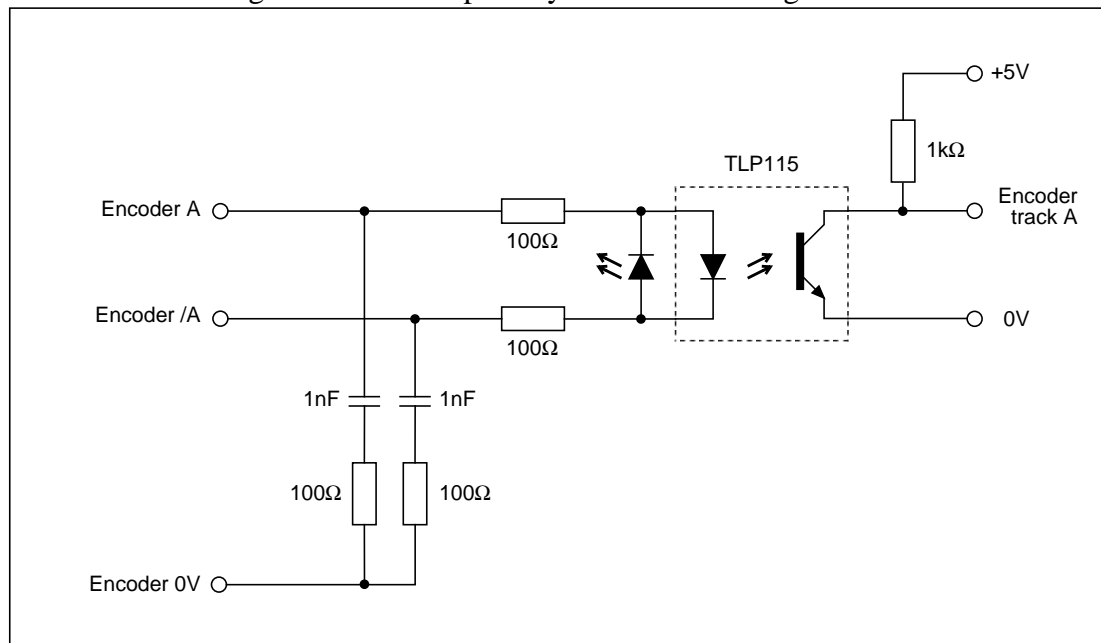 +5V
1kΩ
TLP115
Encoder A
100Ω
Encoder
track A
Encoder /A
100Ω
0V
1nF
1nF
100Ω
100Ω
Encoder 0V